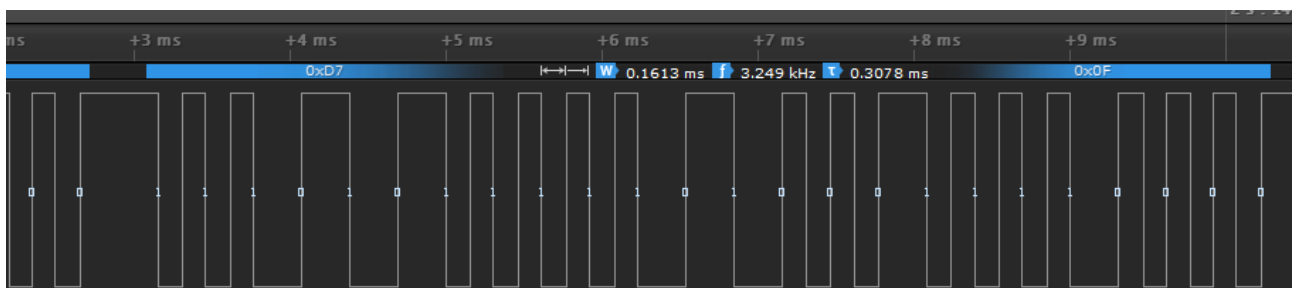 ms +3 ms +4 ms +5 ms +6 ms +7 ms +8 ms +9 ms
0xD7 W 0.1613 ms f 3.249 kHz T 0.3078 ms 0x0F
0 0 1 1 1 0 1 0 1 1 1 1 1 0 1 0 0 0 1 1 1 1 0 0 0 0